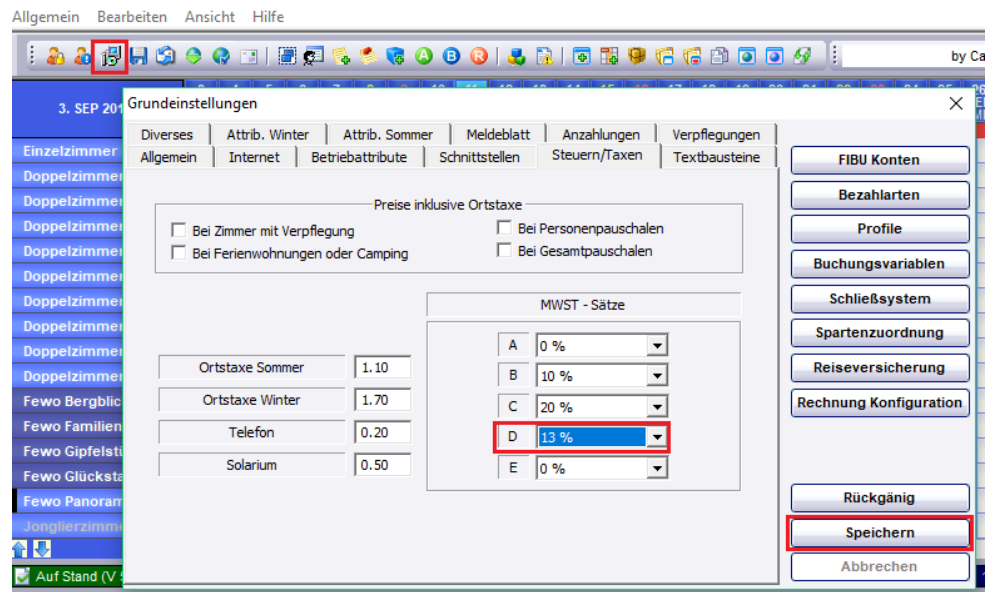 Allgemein Bearbeiten Ansicht Hilfe
by Ca
3. SEP 201
Grundeinstellungen
Diverses Attrib. Winter Attrib. Sommer Meldeblatt Anzahlungen Verpflegungen
Allgemein Internet Betriebattribute Schnittstellen Steuern/Taxen Textbausteine
Preise inklusive Ortstaxe
Bei Zimmer mit Verpflegung
Bei Personenpauschalen
Bei Ferienwohnungen oder Camping
Bei Gesamtpauschalen
MWST - Sätze
A 0 %
B 10 %
C 20 %
D 13 %
E 0 %
Ortstaxe Sommer 1.10
Ortstaxe Winter 1.70
Telefon 0.20
Solarium 0.50
FIBU Konten
Bezahlarten
Profile
Buchungsvariablen
Schließsystem
Spartenzuordnung
Reiseversicherung
Rechnung Konfiguration
Rückgänig
Speichern
Abbrechen
Einzelzimmer
Doppelzimmer
Doppelzimmer
Doppelzimmer
Doppelzimmer
Doppelzimmer
Doppelzimmer
Doppelzimmer
Doppelzimmer
Doppelzimmer
Fewo Bergblic
Fewo Familien
Fewo Gipfelstü
Fewo Glücksta
Fewo Panoram
Jonglierzimme
Auf Stand (V